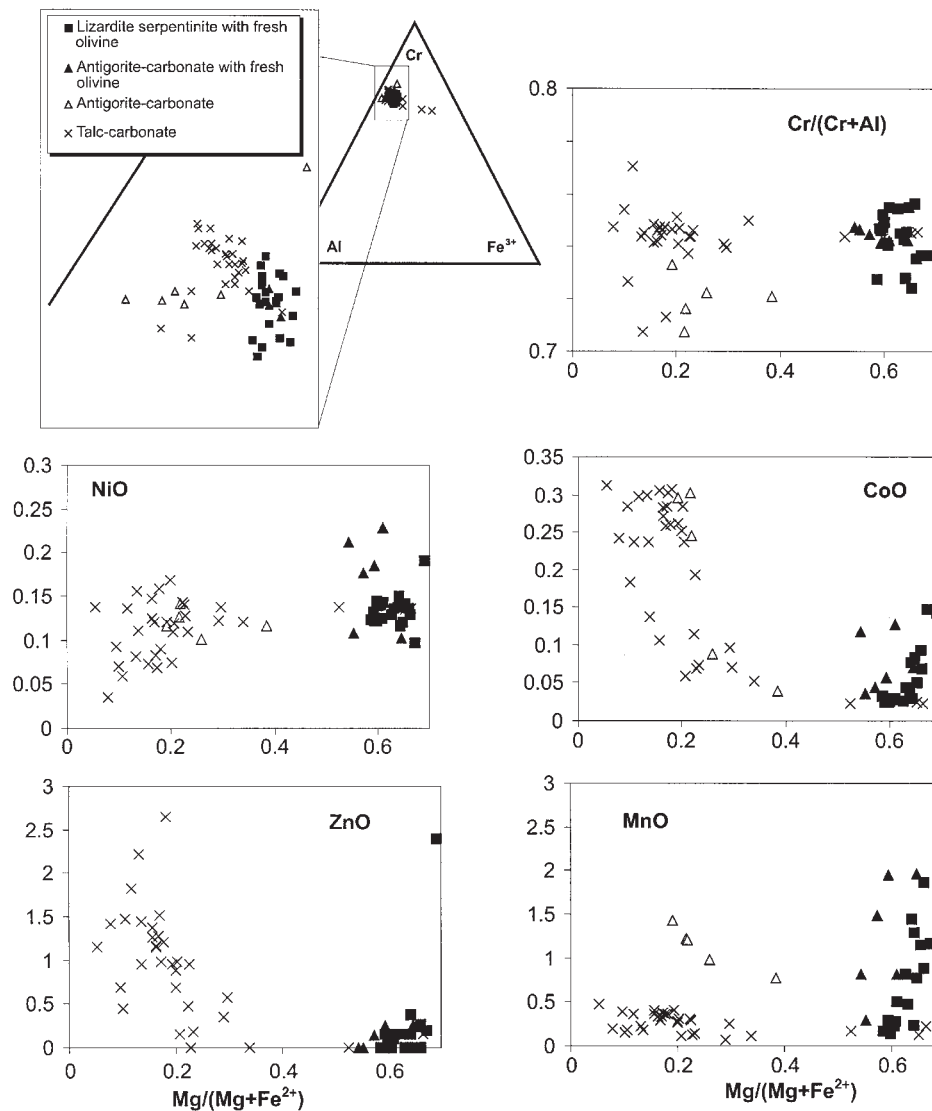 Lizardite serpentinite with fresh
olivine
Antigorite-carbonate with fresh
olivine
Antigorite-carbonate
Talc-carbonate
Cr
Al
Fe3+
0.8
Cr/(Cr+Al)
0.7
0 0.2 0.4 0.6
0.3
NiO
0.25
0.2
0.15
0.1
0.05
0
0 0.2 0.4 0.6
0.35
CoO
0.3
0.25
0.2
0.15
0.1
0.05
0
0 0.2 0.4 0.6
3
ZnO
2.5
2
1.5
1
0.5
0
0 0.2 0.4 0.6
Mg/(Mg+Fe2+)
3
MnO
2
2
1
1
0
0
0 0.2 0.4 0.6
Mg/(Mg+Fe2+)